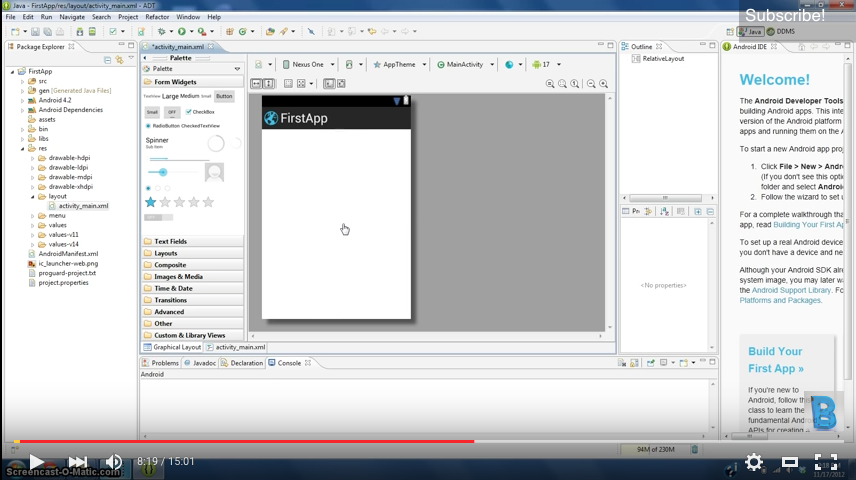 Java - FirstApp/res/layout/activity_main.xml - ADT
Subscribe!
File Edit Run Navigate Search Project Refactor Window Help
Java DDMS
Package Explorer
*activity_main.xml
Outline
Android IDE
FirstApp
src
gen [Generated Java Files]
Android 4.2
Android Dependencies
assets
bin
libs
res
drawable-hdpi
drawable-ldpi
drawable-mdpi
drawable-xhdpi
layout
activity_main.xml
menu
values
values-v11
values-v14
AndroidManifest.xml
ic_launcher-web.png
proguard-project.txt
project.properties
Palette
Palette
Form Widgets
TextView Large Medium Small Button
Small OFF CheckBox
RadioButton CheckedTextView
Spinner
Sub Item
Text Fields
Layouts
Composite
Images & Media
Time & Date
Transitions
Advanced
Other
Custom & Library Views
Graphical Layout activity_main.xml
Nexus One AppTheme MainActivity 17
FirstApp
RelativeLayout
<No properties>
Welcome!
The Android Developer Tools
building Android apps. This inte
version of the Android platform
apps and running them on the A
To start a new Android app proj
1. Click File > New > Andr
(If you don't see this opti
folder and select Androi
2. Follow the wizard to set u
For a complete walkthrough tha
app, read Building Your First Ap
To set up a real Android device
you don't have a device and ne
Although your Android SDK alre
system image, you may later wa
the Android Support Library. Fo
Platforms and Packages.
Build Your
First App »
If you're new to
Android, follow this
class to learn the
fundamental Andro
APIs for creating
B
Problems Javadoc Declaration Console
Android
94M of 230M
8:19 / 15:01
Screencast-O-Matic.com
11/17/2012